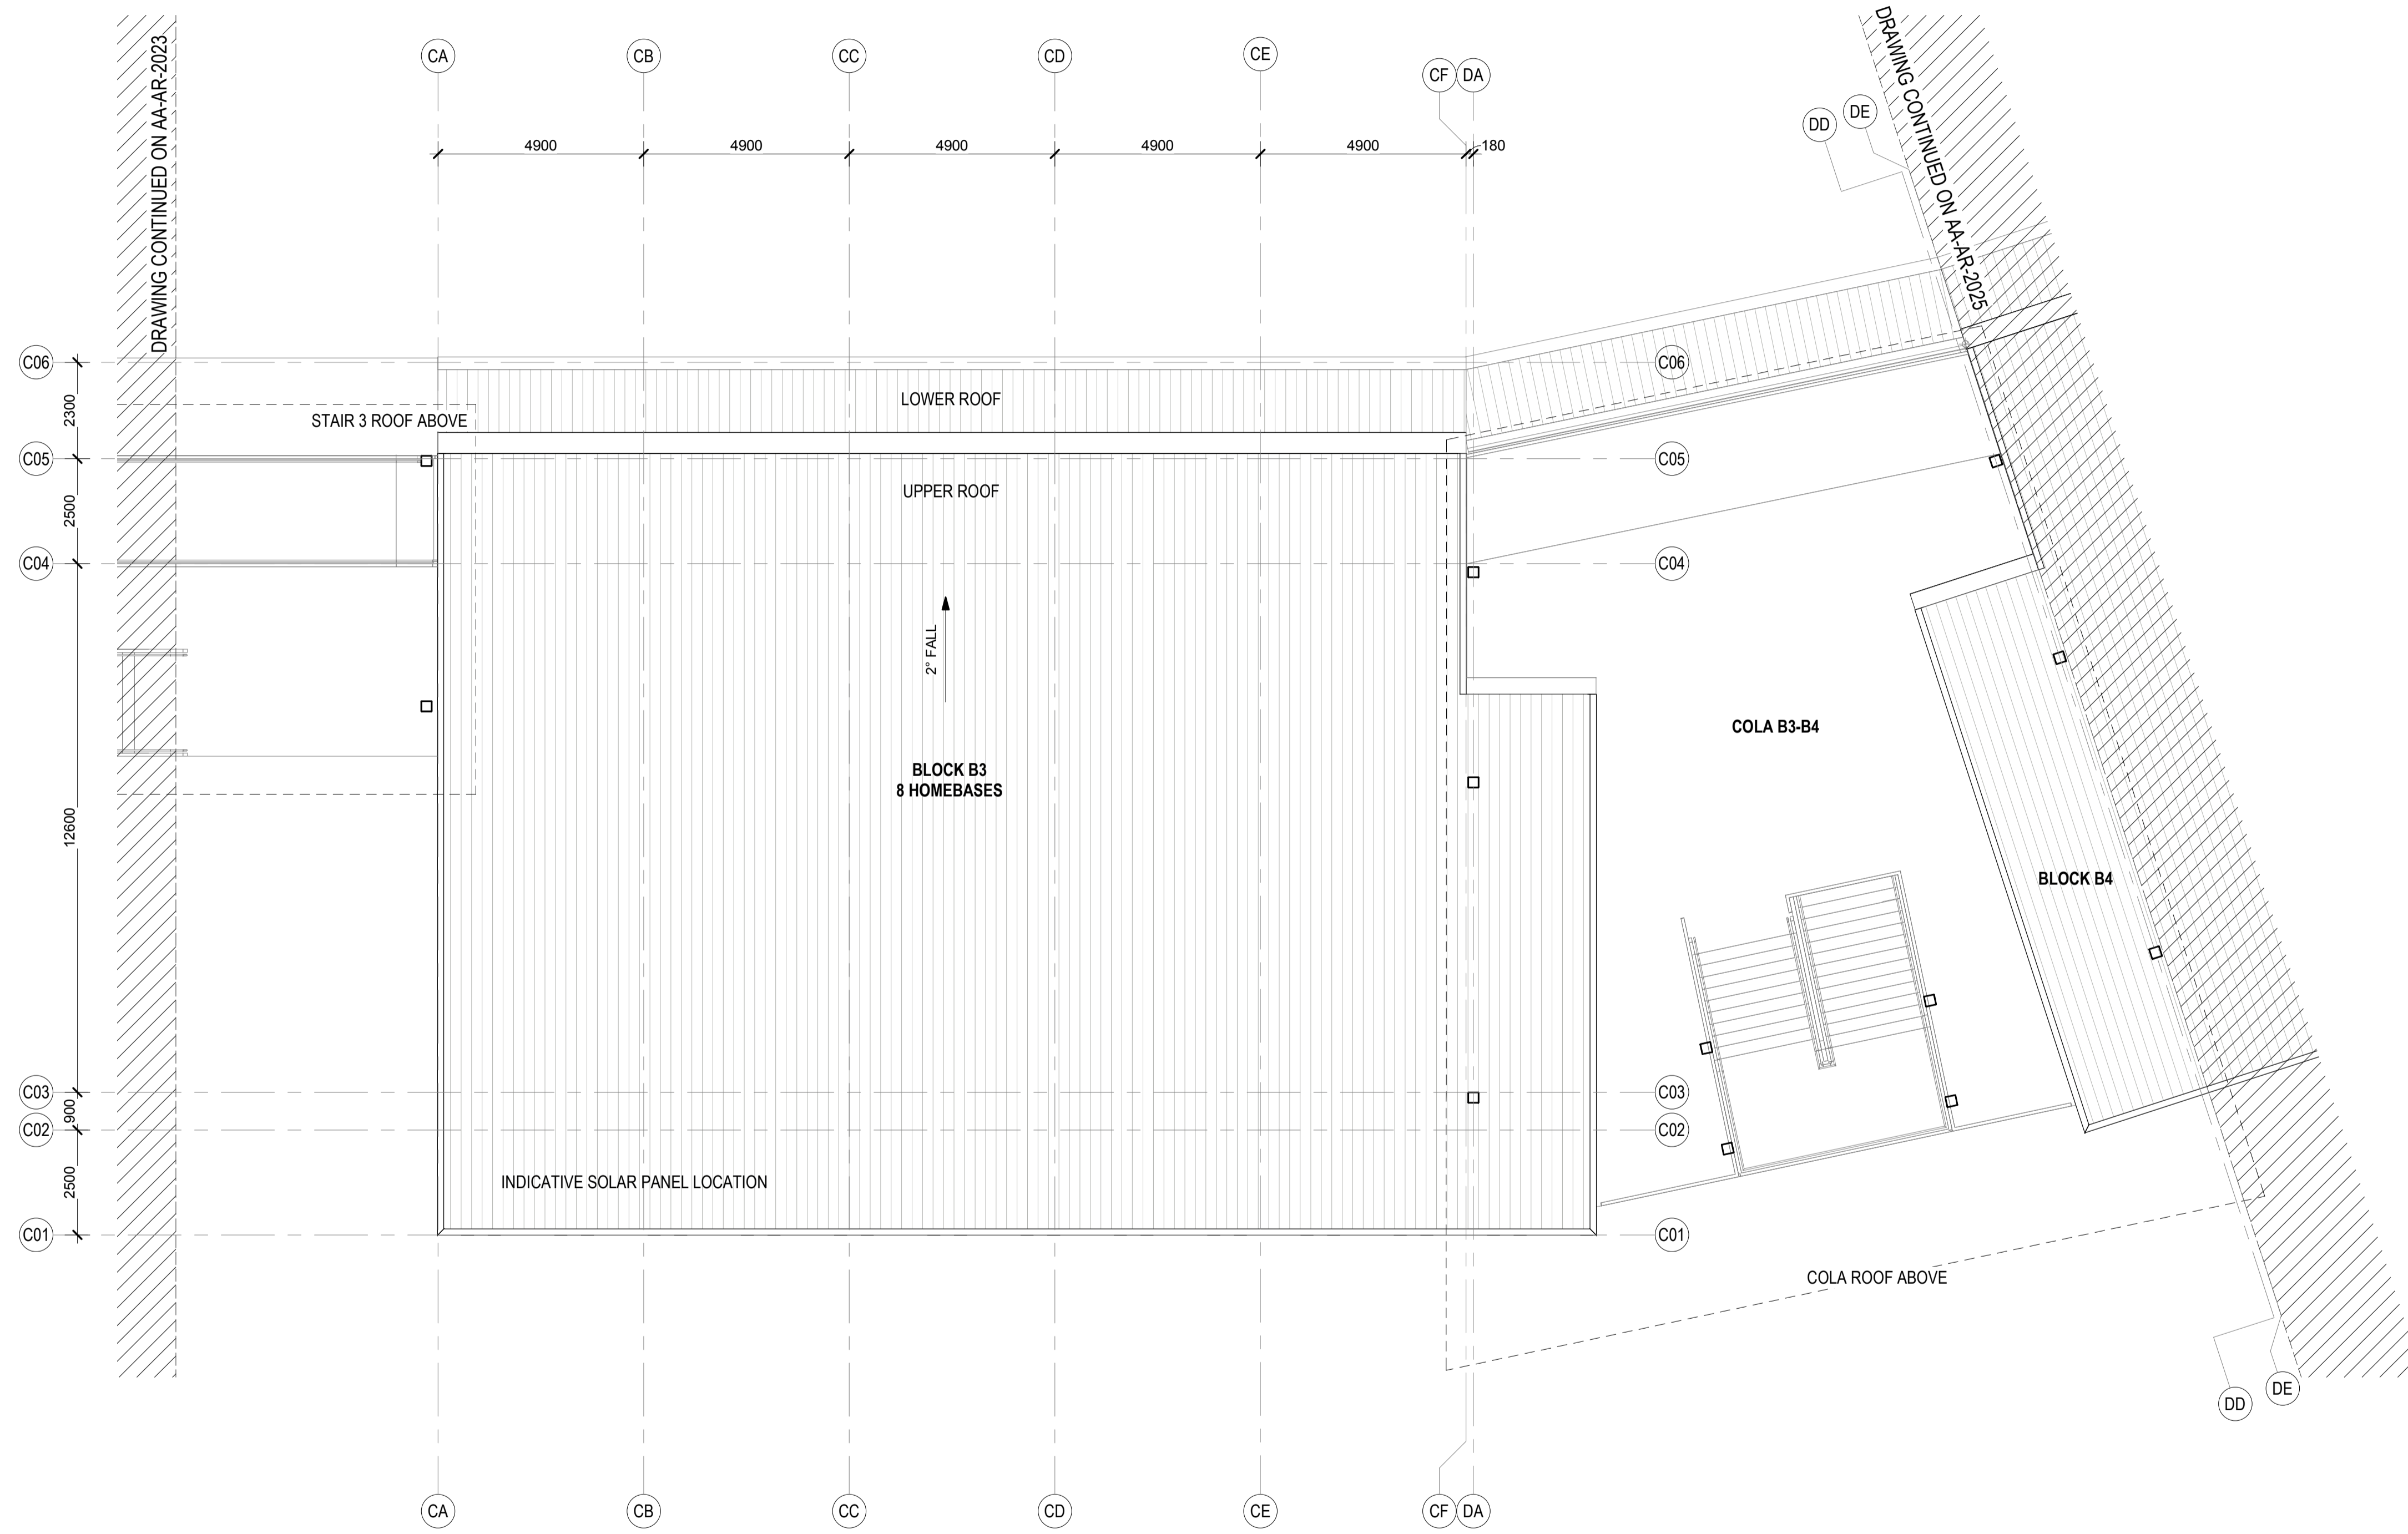 DRAWING CONTINUED ON AA-AR-2023
DRAWING CONTINUED ON AA-AR-2025
CA
CB
CC
CD
CE
CF
DA
DD
DE
4900
4900
4900
4900
4900
180
C06
C06
2300
LOWER ROOF
STAIR 3 ROOF ABOVE
C05
C05
UPPER ROOF
2500
C04
C04
2° FALL
COLA B3-B4
BLOCK B3
8 HOMEBASES
12600
BLOCK B4
C03
C03
900
C02
C02
2500
INDICATIVE SOLAR PANEL LOCATION
C01
C01
COLA ROOF ABOVE
DD
DE
CA
CB
CC
CD
CE
CF
DA